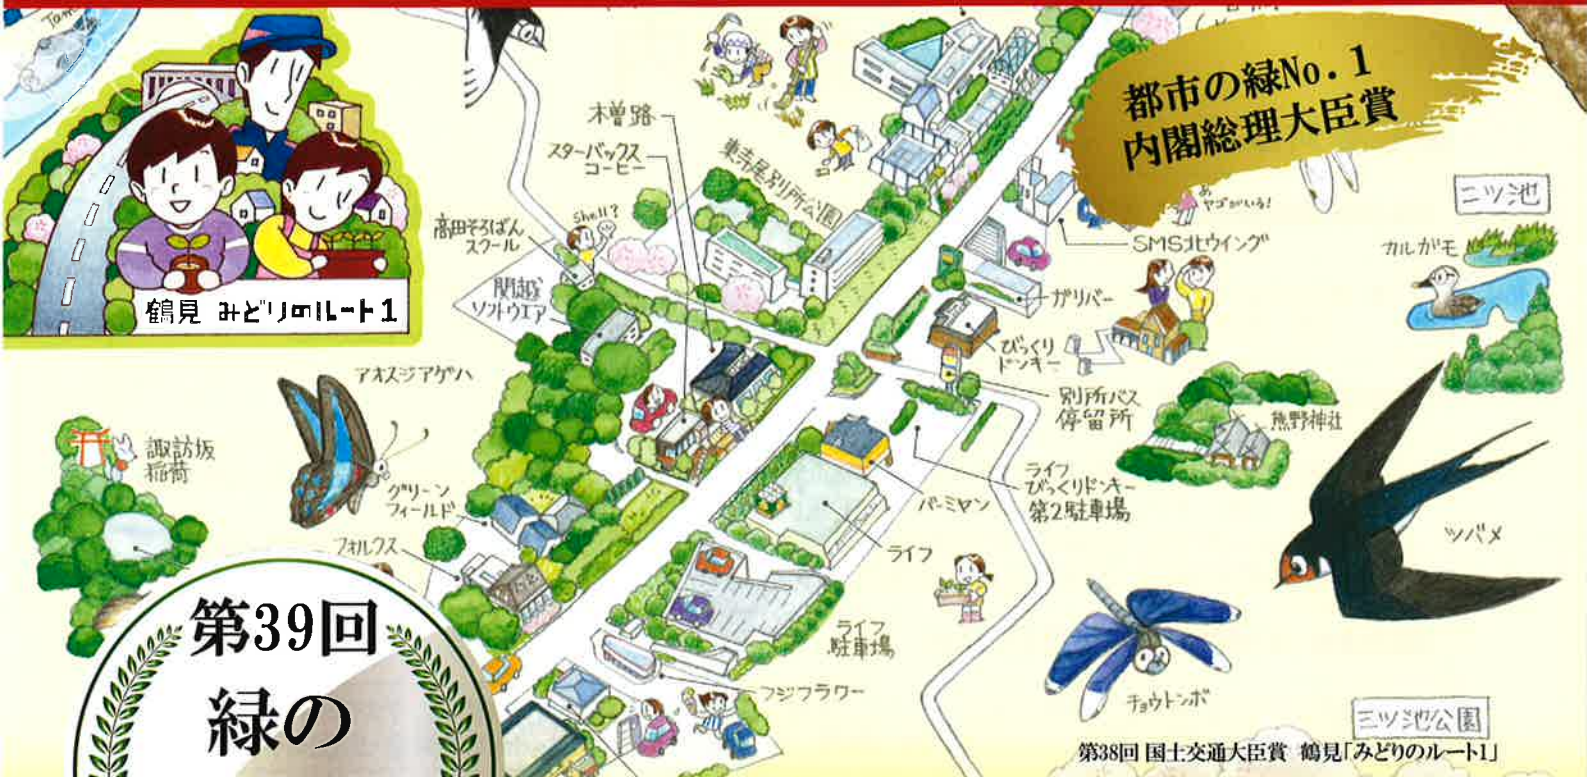 Tam
都市の緑No.1
内閣総理大臣賞
木曽路
スターバックス
コーヒー
東寺尾別所公園
高田そろばん
スクール
Shell?
関越
ソフトウエア
ヤゴがいる!
二ツ池
カルガモ
SMS北ウイング
ガリバー
びっくり
ドンキー
鶴見 みどりのルート1
アオスジアゲハ
別所バス
停留所
熊野神社
諏訪坂
稲荷
グリーン
フィールド
ライフ
びっくりドンキー
第2駐車場
バーミヤン
ツバメ
フォルクス
ライフ
第39回
緑の
ライフ
駐車場
フジフラワー
チョウトンボ
三ツ池公園
第38回 国土交通大臣賞 鶴見「みどりのルート1」